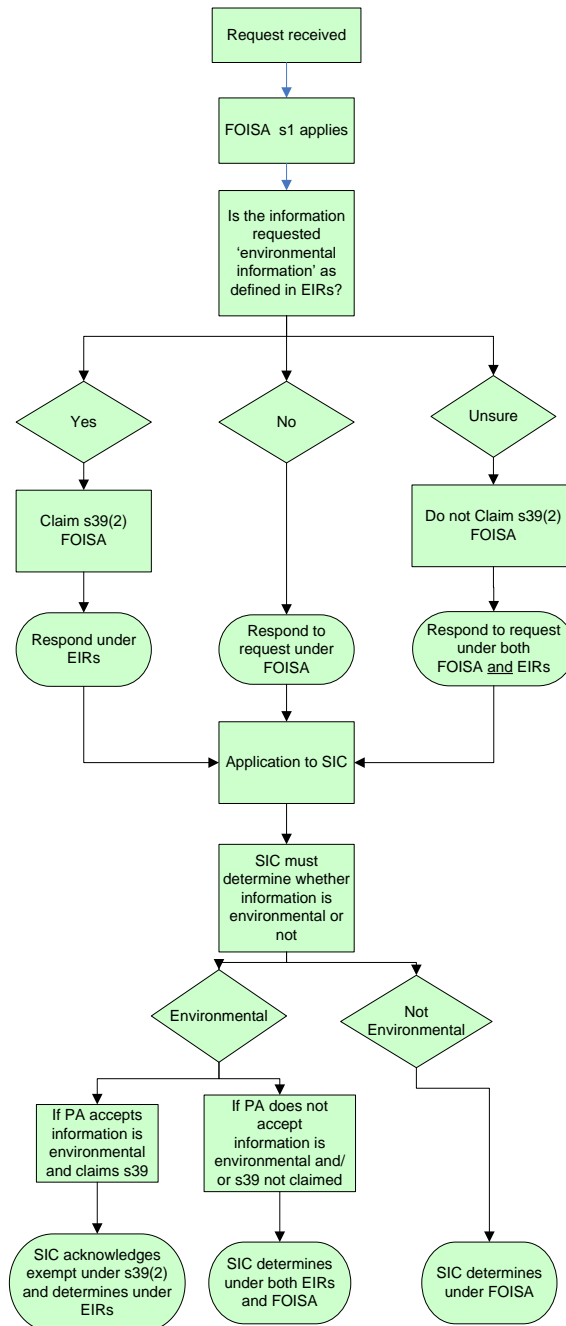 Request received
FOISA s1 applies
Is the information
requested
‘environmental
information’ as
defined in EIRs?
Yes
No
Unsure
Claim s39(2)
FOISA
Do not Claim s39(2)
FOISA
Respond under
EIRs
Respond to
request under
FOISA
Respond to request
under both
FOISA and EIRs
Application to SIC
SIC must
determine whether
information is
environmental or
not
Environmental
Not
Environmental
If PA accepts
information is
environmental
and claims s39
If PA does not
accept
information is
environmental and/
or s39 not claimed
SIC acknowledges
exempt under s39(2)
and determines under
EIRs
SIC determines
under both EIRs
and FOISA
SIC determines
under FOISA